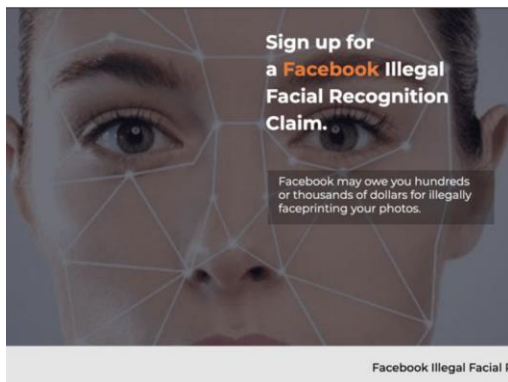 Sign up for
a Facebook Illegal
Facial Recognition
Claim.
Facebook may owe you hundreds
or thousands of dollars for illegally
faceprinting your photos.
Facebook Illegal Facial